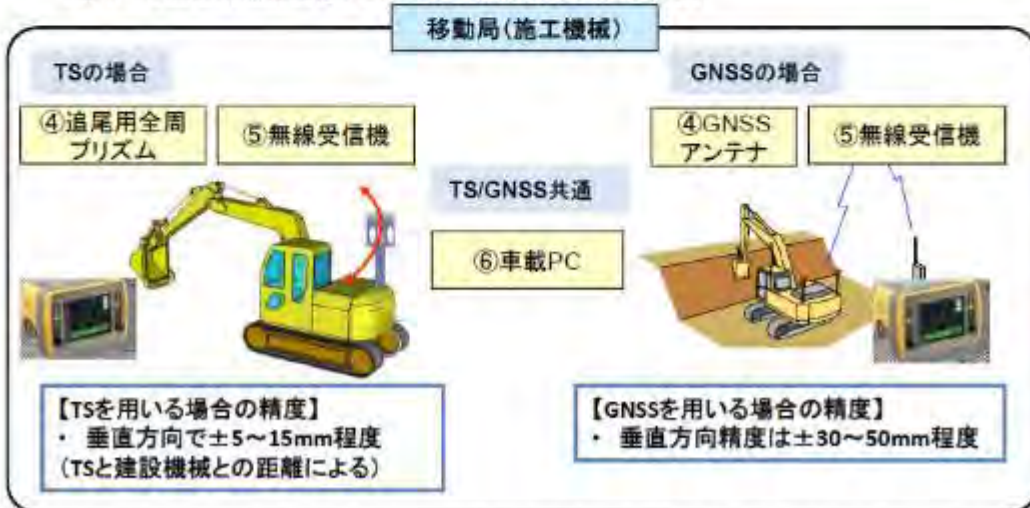 移動局(施工機械)
TSの場合
④追尾用全周
プリズム
⑤無線受信機
TS/GNSS共通
⑥車載PC
GNSSの場合
④GNSS
アンテナ
⑤無線受信機
【TSを用いる場合の精度】
・ 垂直方向で±5~15mm程度
(TSと建設機械との距離による)
【GNSSを用いる場合の精度】
・ 垂直方向精度は±30~50mm程度